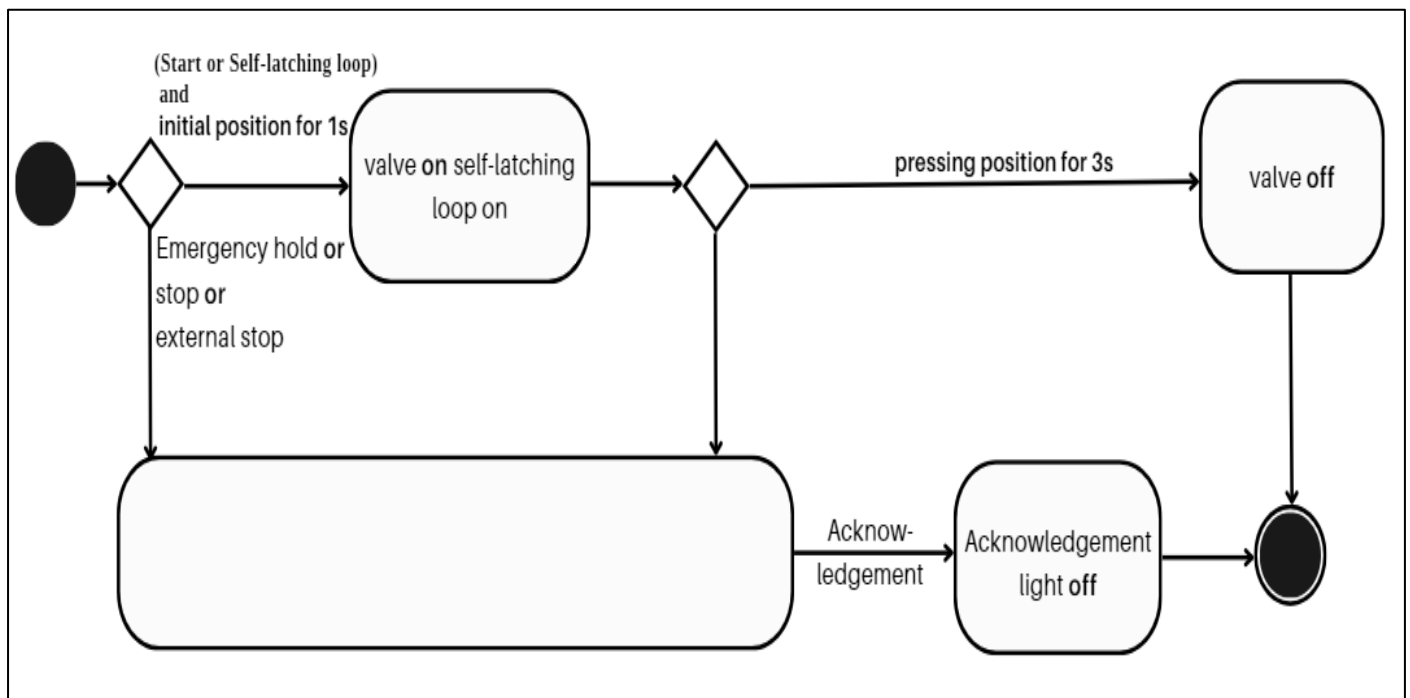 (Start or Self-latching loop)
and
initial position for 1s
valve on self-latching
loop on
pressing position for 3s
valve off
Emergency hold or
stop or
external stop
Acknow-
ledgement
Acknowledgement
light off